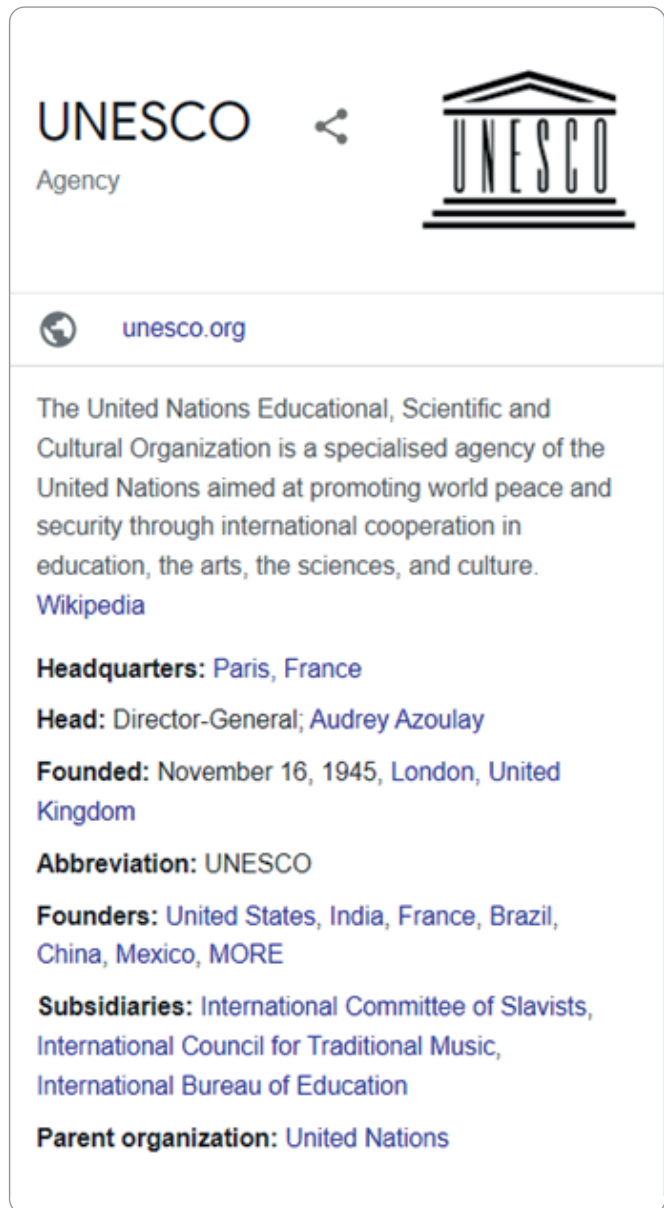 UNESCO
UNESCO
Agency
unesco.org
The United Nations Educational, Scientific and
Cultural Organization is a specialised agency of the
United Nations aimed at promoting world peace and
security through international cooperation in
education, the arts, the sciences, and culture.
Wikipedia
Headquarters: Paris, France
Head: Director-General; Audrey Azoulay
Founded: November 16, 1945, London, United
Kingdom
Abbreviation: UNESCO
Founders: United States, India, France, Brazil,
China, Mexico, MORE
Subsidiaries: International Committee of Slavists,
International Council for Traditional Music,
International Bureau of Education
Parent organization: United Nations